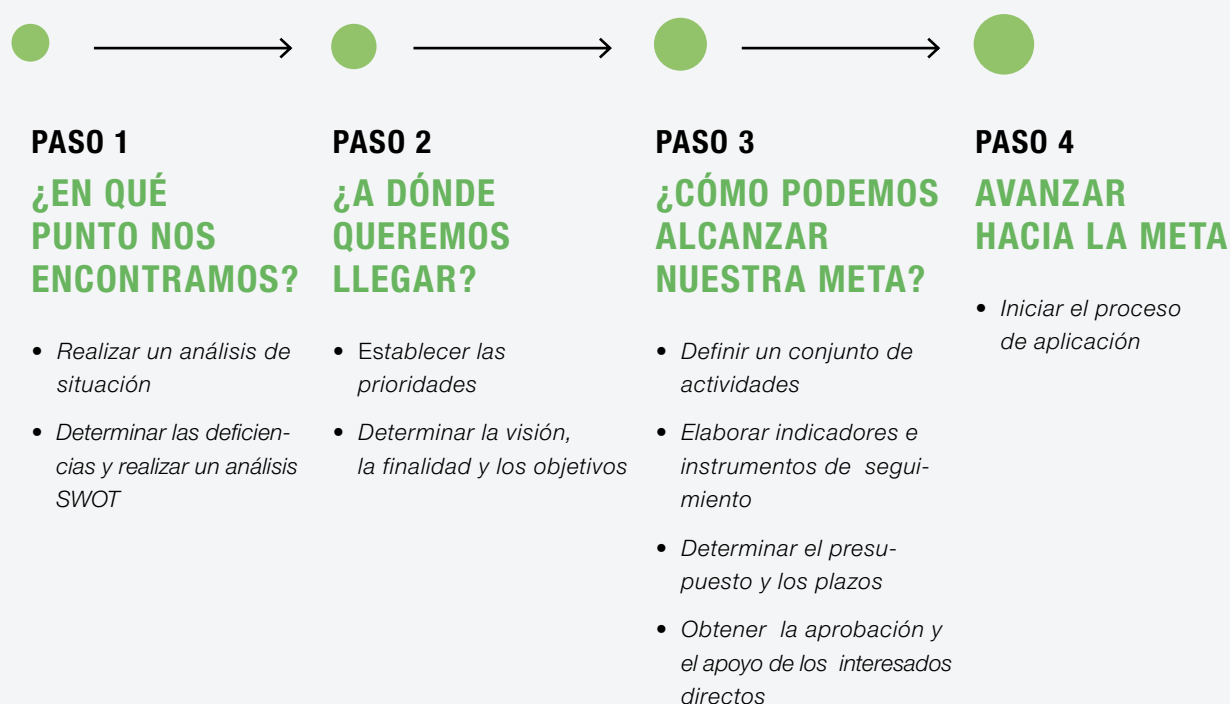 PASO 1
¿EN QUÉ
PUNTO NOS
ENCONTRAMOS?
• Realizar un análisis de
situación
• Determinar las deficien-
cias y realizar un análisis
SWOT
PASO 2
¿A DÓNDE
QUEREMOS
LLEGAR?
• Establecer las
prioridades
• Determinar la visión,
la finalidad y los objetivos
PASO 3
¿CÓMO PODEMOS
ALCANZAR
NUESTRA META?
• Definir un conjunto de
actividades
• Elaborar indicadores e
instrumentos de segui-
miento
• Determinar el presu-
puesto y los plazos
• Obtener la aprobación y
el apoyo de los interesados
directos
PASO 4
AVANZAR
HACIA LA META
• Iniciar el proceso
de aplicación